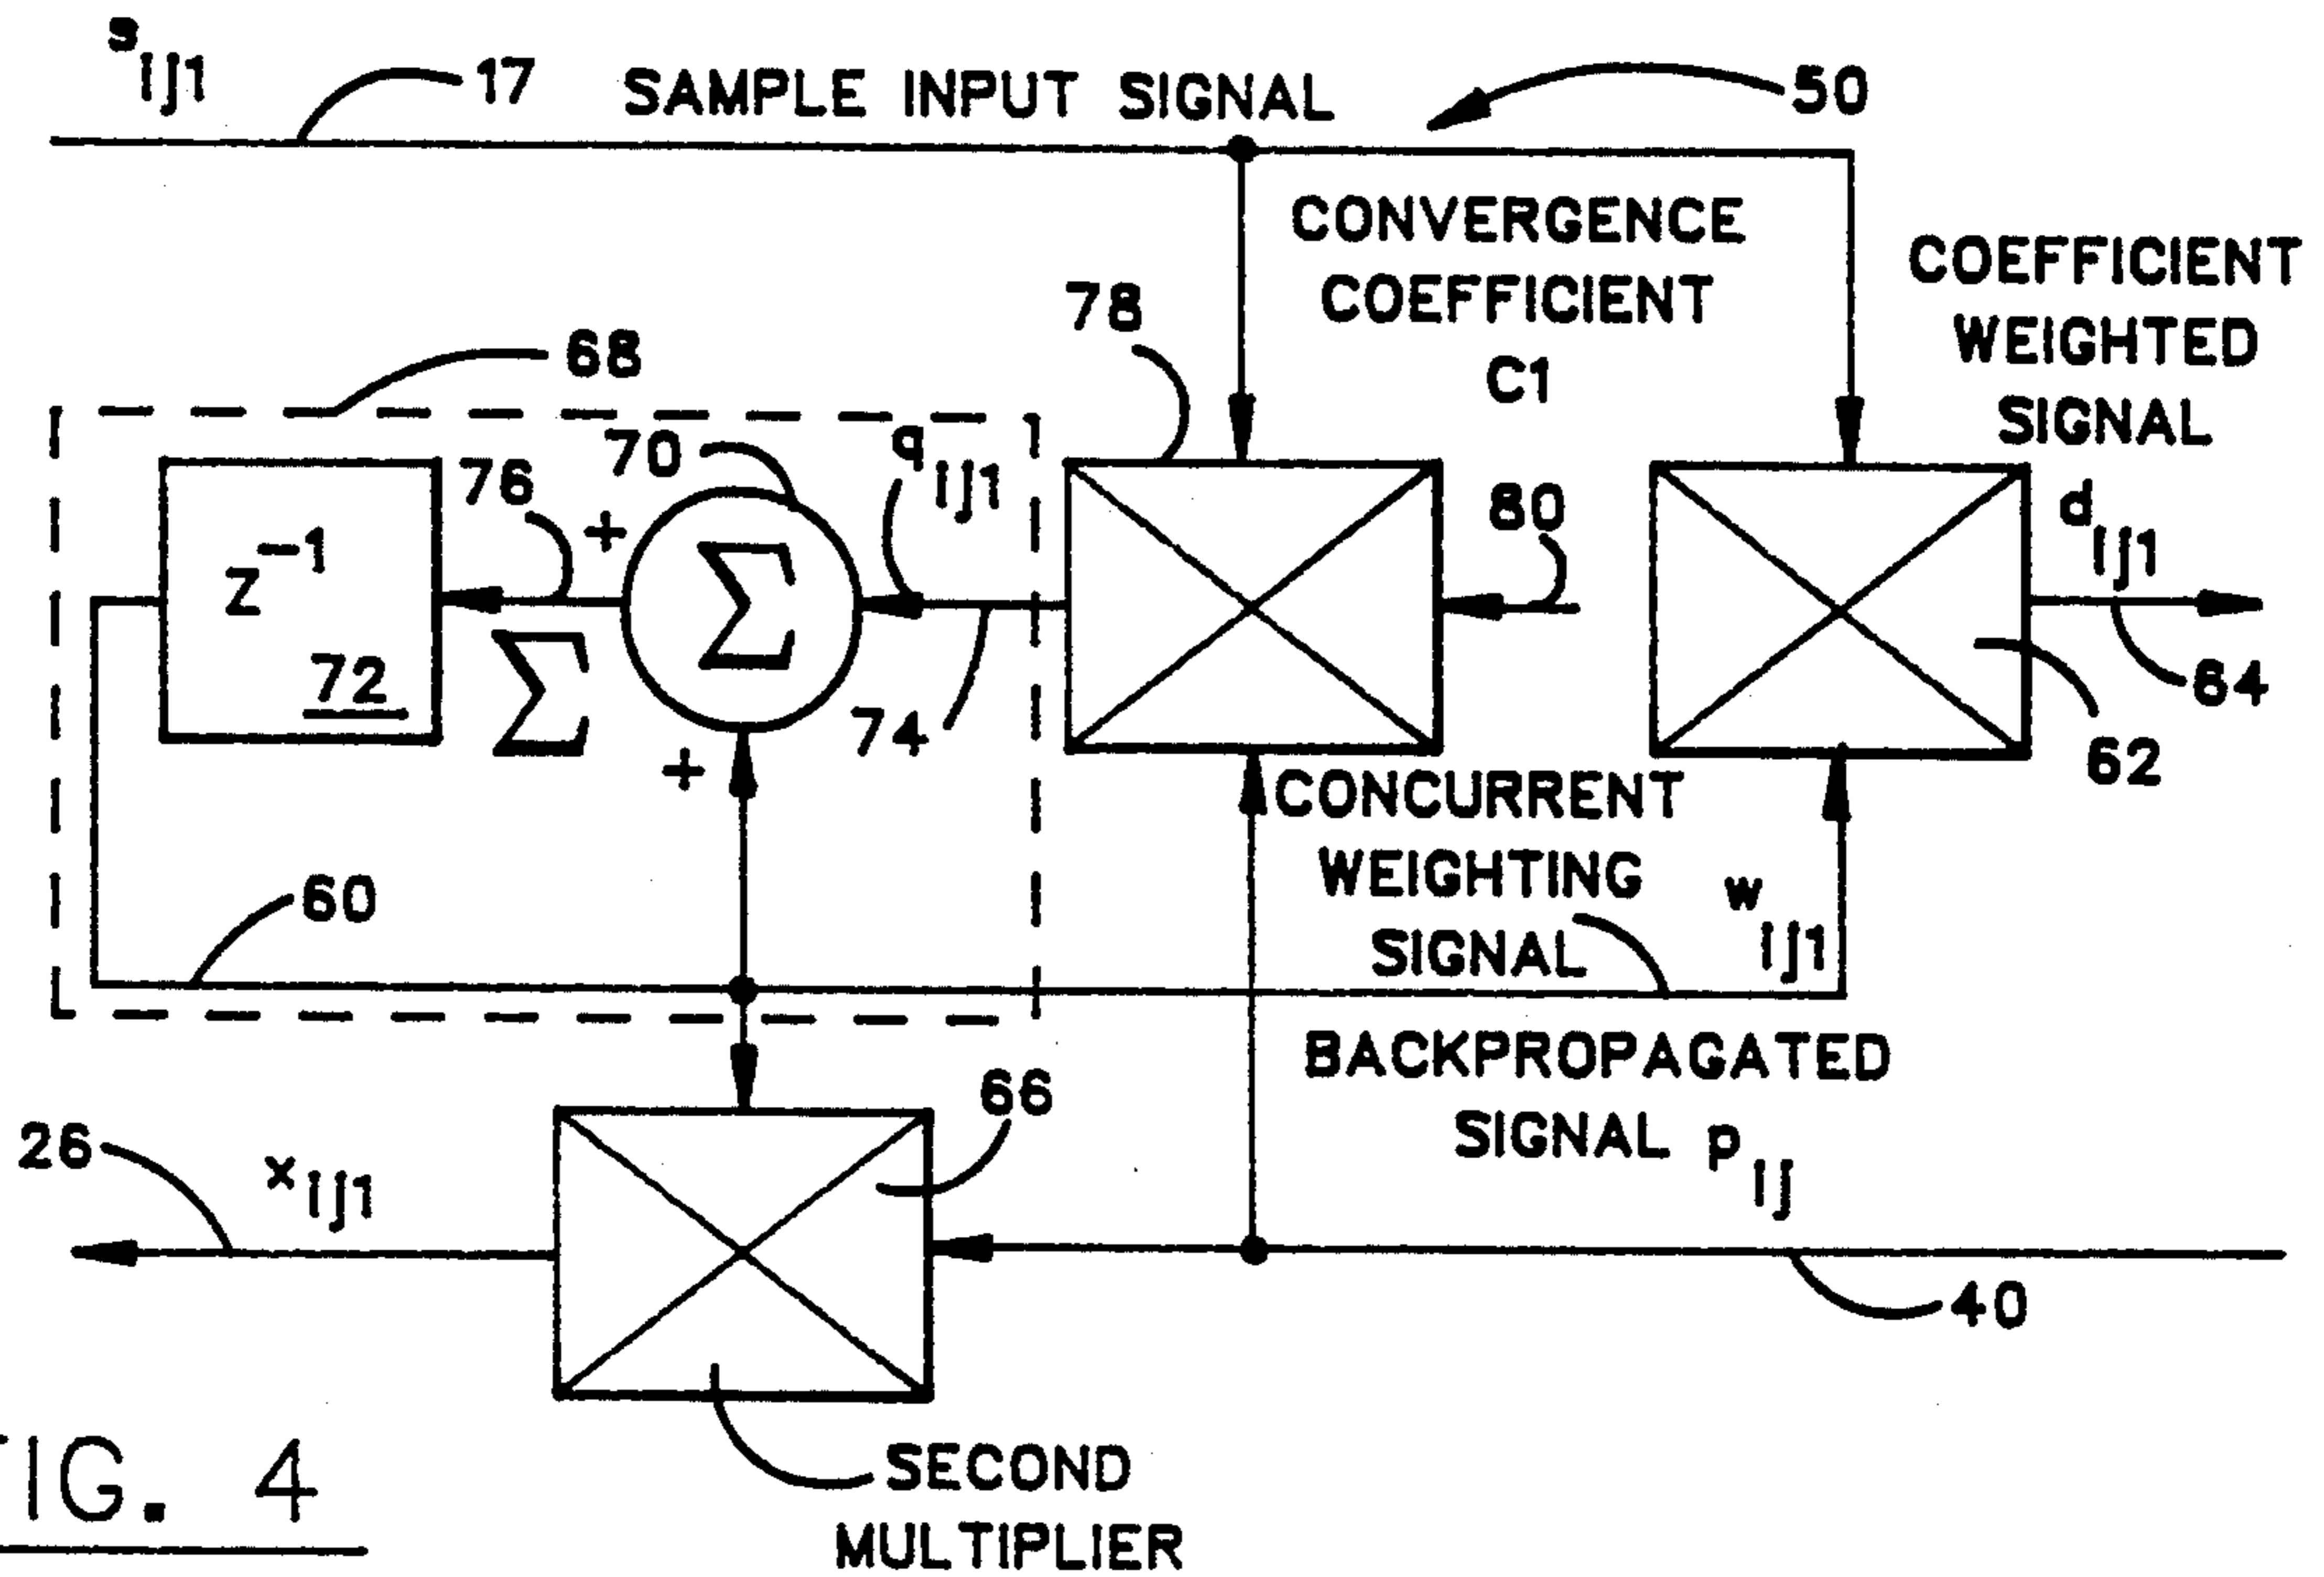 s ij1
17
SAMPLE INPUT SIGNAL
50
CONVERGENCE
COEFFICIENT
C1
COEFFICIENT
WEIGHTED
SIGNAL
78
68
70
q ij1
76
+
80
d ij1
z -1
72
Σ
Σ
74
64
62
+
CONCURRENT
WEIGHTING
SIGNAL
w ij1
60
BACKPROPAGATED
SIGNAL p ij
66
26
x ij1
40
SECOND
MULTIPLIER
FIG. 4